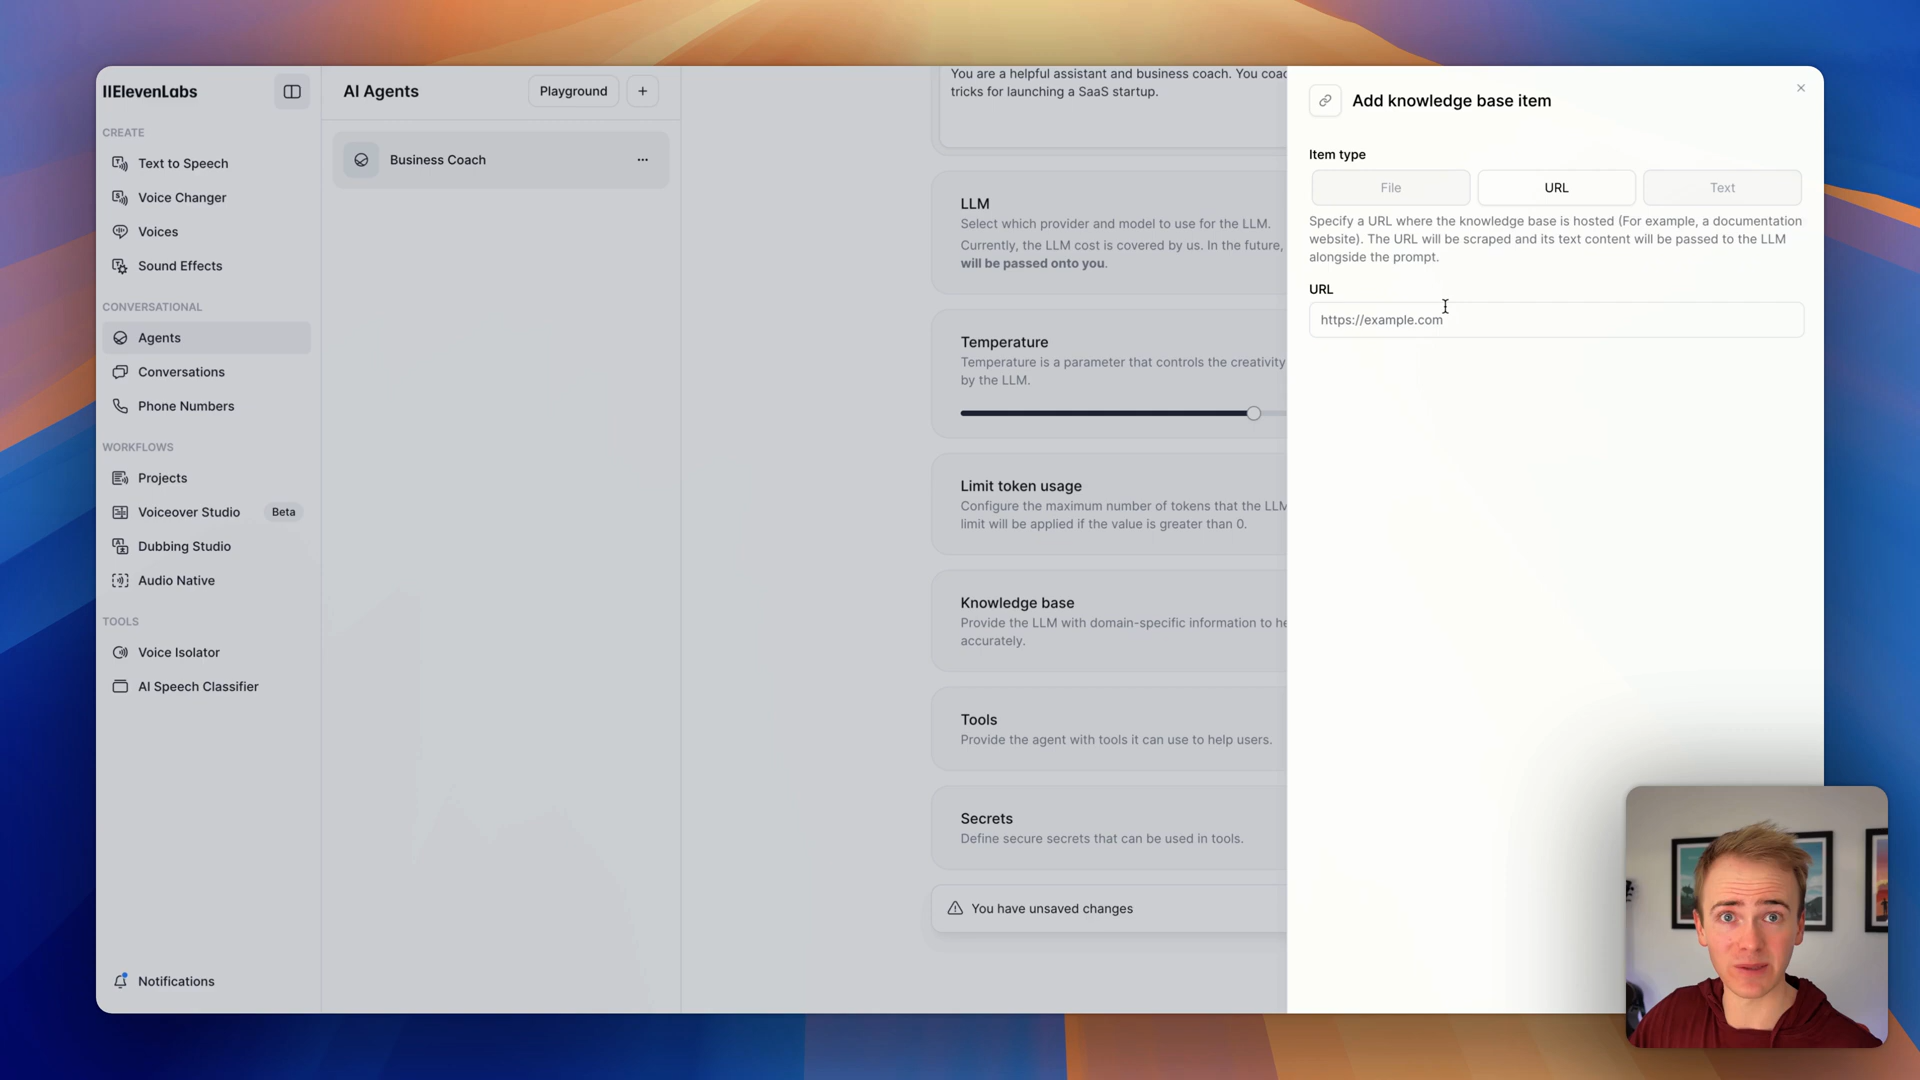 IIElevenLabs
CREATE
Text to Speech
Voice Changer
Voices
Sound Effects
CONVERSATIONAL
Agents
Conversations
Phone Numbers
WORKFLOWS
Projects
Voiceover Studio Beta
Dubbing Studio
Audio Native
TOOLS
Voice Isolator
AI Speech Classifier
Notifications
AI Agents
Playground
+
Business Coach
You are a helpful assistant and business coach. You coac
tricks for launching a SaaS startup.
LLM
Select which provider and model to use for the LLM.
Currently, the LLM cost is covered by us. In the future,
will be passed onto you.
Temperature
Temperature is a parameter that controls the creativity
by the LLM.
Limit token usage
Configure the maximum number of tokens that the LLM
limit will be applied if the value is greater than 0.
Knowledge base
Provide the LLM with domain-specific information to he
accurately.
Tools
Provide the agent with tools it can use to help users.
Secrets
Define secure secrets that can be used in tools.
You have unsaved changes
Add knowledge base item
Item type
File
URL
Text
Specify a URL where the knowledge base is hosted (For example, a documentation
website). The URL will be scraped and its text content will be passed to the LLM
alongside the prompt.
URL
https://example.com